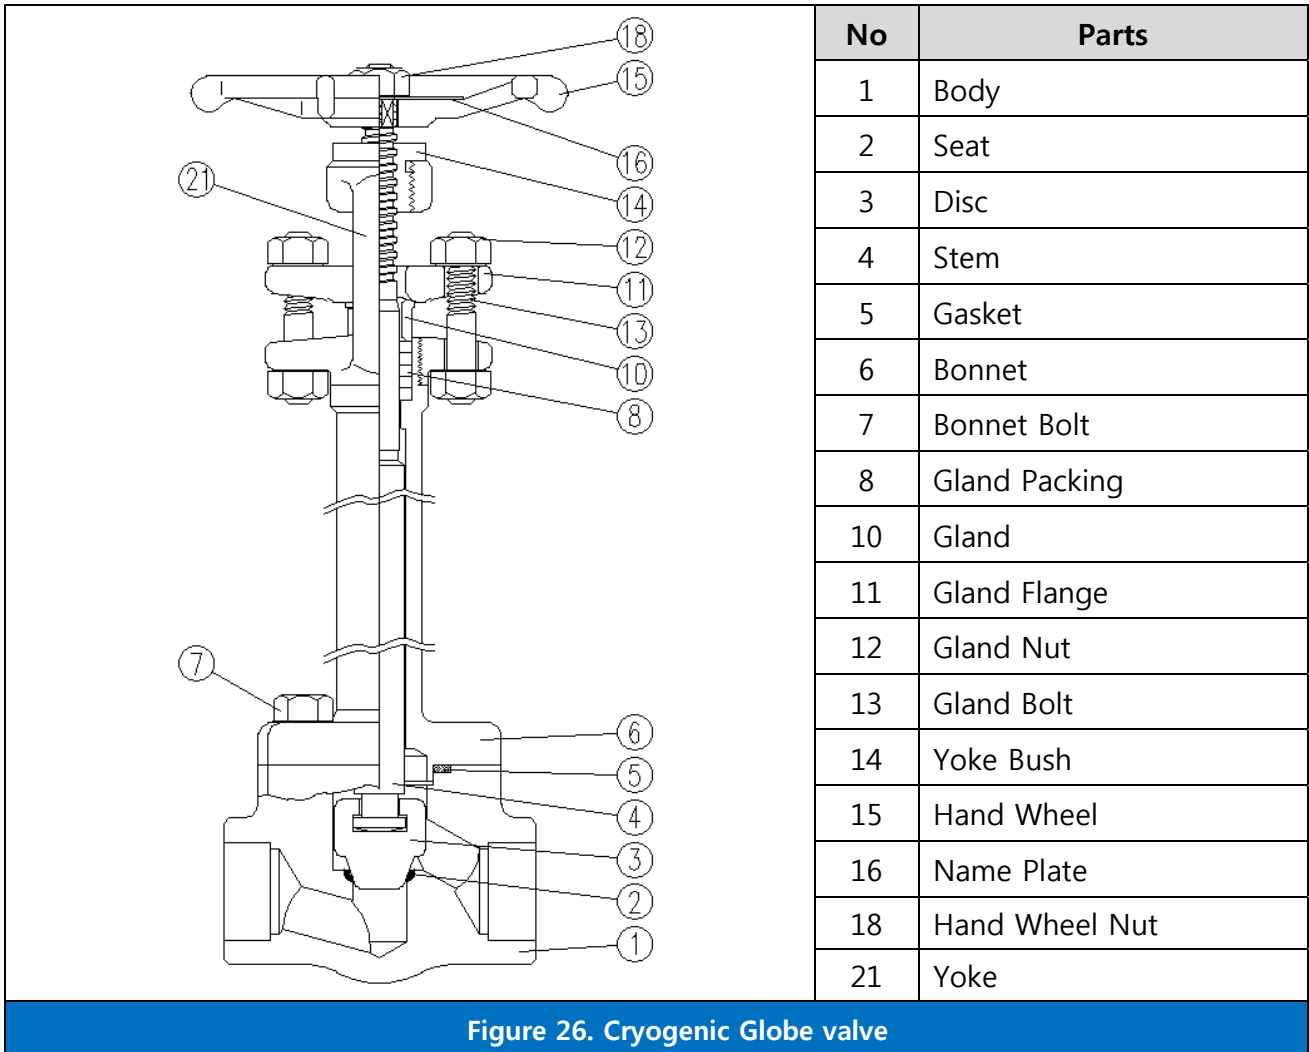 18
15
16
21
14
12
11
13
10
8
7
6
5
4
3
2
1
No Parts
1 Body
2 Seat
3 Disc
4 Stem
5 Gasket
6 Bonnet
7 Bonnet Bolt
8 Gland Packing
10 Gland
11 Gland Flange
12 Gland Nut
13 Gland Bolt
14 Yoke Bush
15 Hand Wheel
16 Name Plate
18 Hand Wheel Nut
21 Yoke
Figure 26. Cryogenic Globe valve